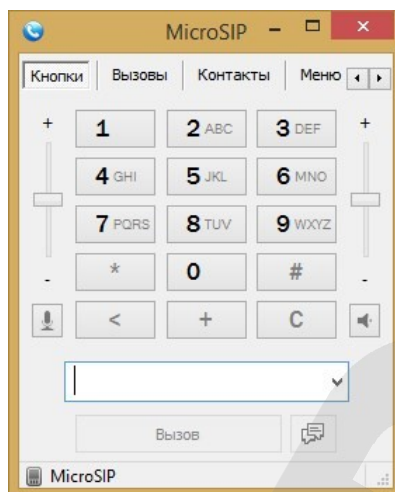 MicroSIP
Кнопки Вызовы Контакты Меню
+ 1 2 ABC 3 DEF +
4 GHI 5 JKL 6 MNO
7 PQRS 8 TUV 9 WXYZ
- * 0 # -
< + C
Вызов
MicroSIP